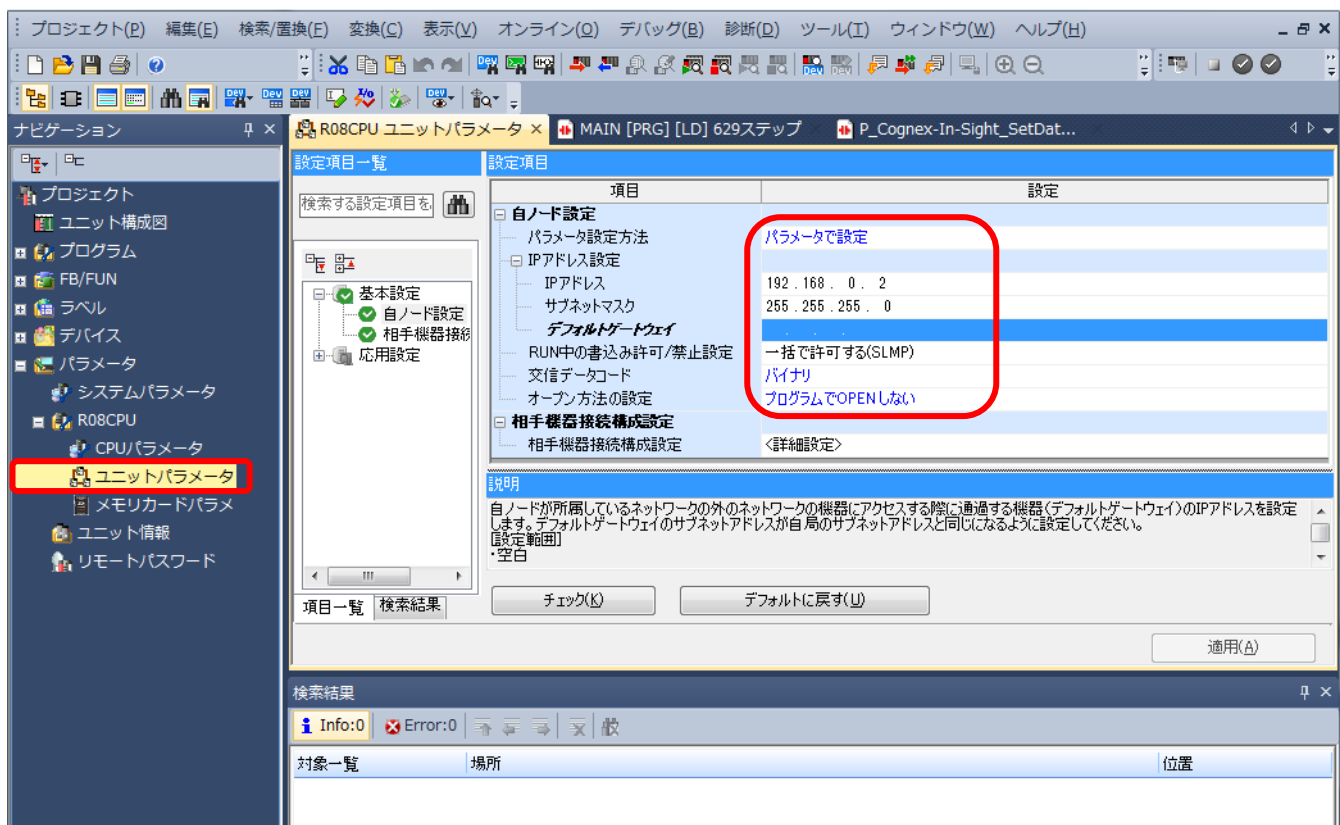 プロジェクト(P) 編集(E) 検索/置換(F) 変換(C) 表示(V) オンライン(O) デバッグ(B) 診断(D) ツール(T) ウィンドウ(W) ヘルプ(H)
ナビゲーション
R08CPU ユニットパラメータ
MAIN [PRG] [LD] 629ステップ
P_Cognex-In-Sight_SetDat...
プロジェクト
ユニット構成図
プログラム
FB/FUN
ラベル
デバイス
パラメータ
システムパラメータ
R08CPU
CPUパラメータ
ユニットパラメータ
メモリカードパラメ
ユニット情報
リモートパスワード
設定項目一覧
検索する設定項目を
基本設定
自ノード設定
相手機器接続
応用設定
項目一覧 検索結果
設定項目
項目 設定
自ノード設定
パラメータ設定方法 パラメータで設定
IPアドレス設定
IPアドレス 192 . 168 . 0 . 2
サブネットマスク 255 . 255 . 255 . 0
デフォルトゲートウェイ . . .
RUN中の書込み許可/禁止設定 一括で許可する(SLMP)
交信データコード バイナリ
オープン方法の設定 プログラムでOPENしない
相手機器接続構成設定
相手機器接続構成設定 <詳細設定>
説明
自ノードが所属しているネットワークの外のネットワークの機器にアクセスする際に通過する機器(デフォルトゲートウェイ)のIPアドレスを設定
します。デフォルトゲートウェイのサブネットアドレスが自局のサブネットアドレスと同じになるように設定してください。
[設定範囲]
・空白
チェック(K) デフォルトに戻す(U)
適用(A)
検索結果
Info:0 Error:0
対象一覧 場所 位置